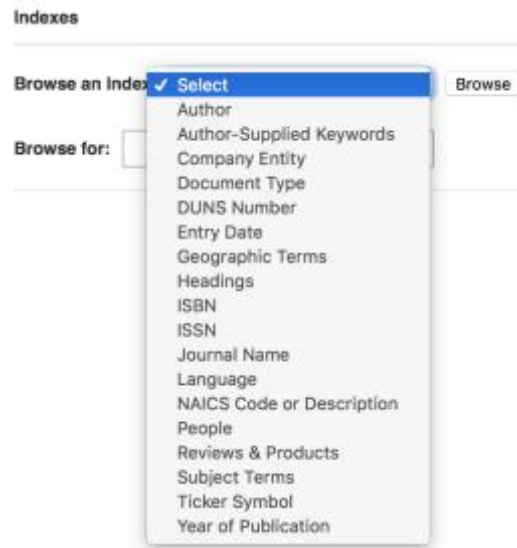 Indexes
Browse an Index ✓ Select Browse
Author
Author-Supplied Keywords
Browse for:
Company Entity
Document Type
DUNS Number
Entry Date
Geographic Terms
Headings
ISBN
ISSN
Journal Name
Language
NAICS Code or Description
People
Reviews & Products
Subject Terms
Ticker Symbol
Year of Publication